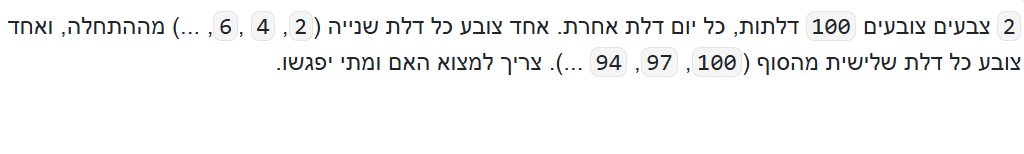 2 צבעים צובעים 100 דלתות, כל יום דלת אחרת. אחד צובע כל דלת שנייה (2, 4, 6, ...) מההתחלה, ואחד
צובע כל דלת שלישית מהסוף (100, 97, 94 ...). צריך למצוא האם ומתי יפגשו.